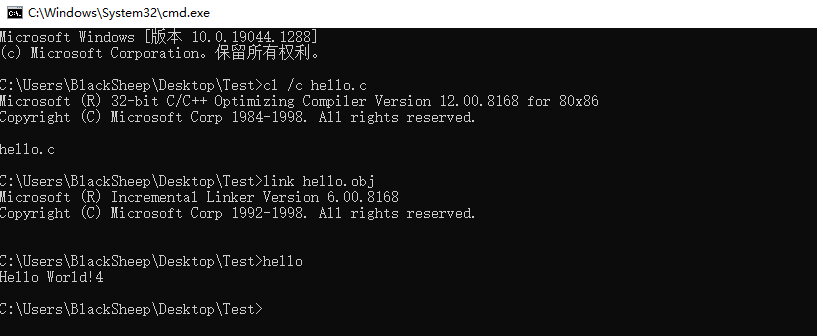 C:\Windows\System32\cmd.exe
Microsoft Windows [版本 10.0.19044.1288]
(c) Microsoft Corporation。保留所有权利。
C:\Users\BlackSheep\Desktop\Test>cl /c hello.c
Microsoft (R) 32-bit C/C++ Optimizing Compiler Version 12.00.8168 for 80x86
Copyright (C) Microsoft Corp 1984-1998. All rights reserved.
hello.c
C:\Users\BlackSheep\Desktop\Test>link hello.obj
Microsoft (R) Incremental Linker Version 6.00.8168
Copyright (C) Microsoft Corp 1992-1998. All rights reserved.
C:\Users\BlackSheep\Desktop\Test>hello
Hello World!4
C:\Users\BlackSheep\Desktop\Test>